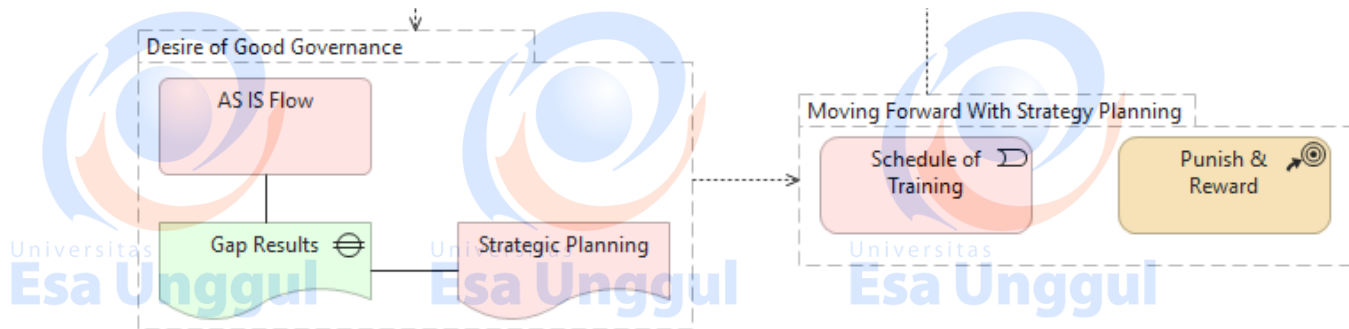 Desire of Good Governance
AS IS Flow
Gap Results
Strategic Planning
Moving Forward With Strategy Planning
Schedule of
Training
Punish &
Reward
Universitas
Esa Unggul
Universitas
Esa Unggul
Universitas
Esa Unggul